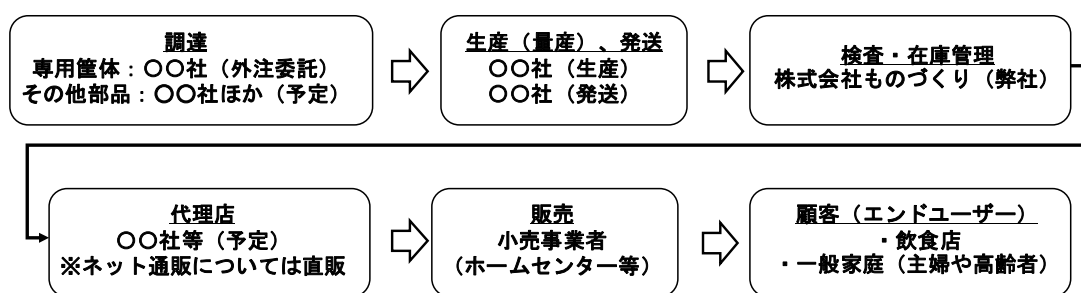 調達
専用筐体：〇〇社（外注委託）
その他部品：〇〇社ほか（予定）
生産（量産）、発送
〇〇社（生産）
〇〇社（発送）
検査・在庫管理
株式会社ものづくり（弊社）
代理店
〇〇社等（予定）
※ネット通販については直販
販売
小売事業者
（ホームセンター等）
顧客（エンドユーザー）
・飲食店
・一般家庭（主婦や高齢者）